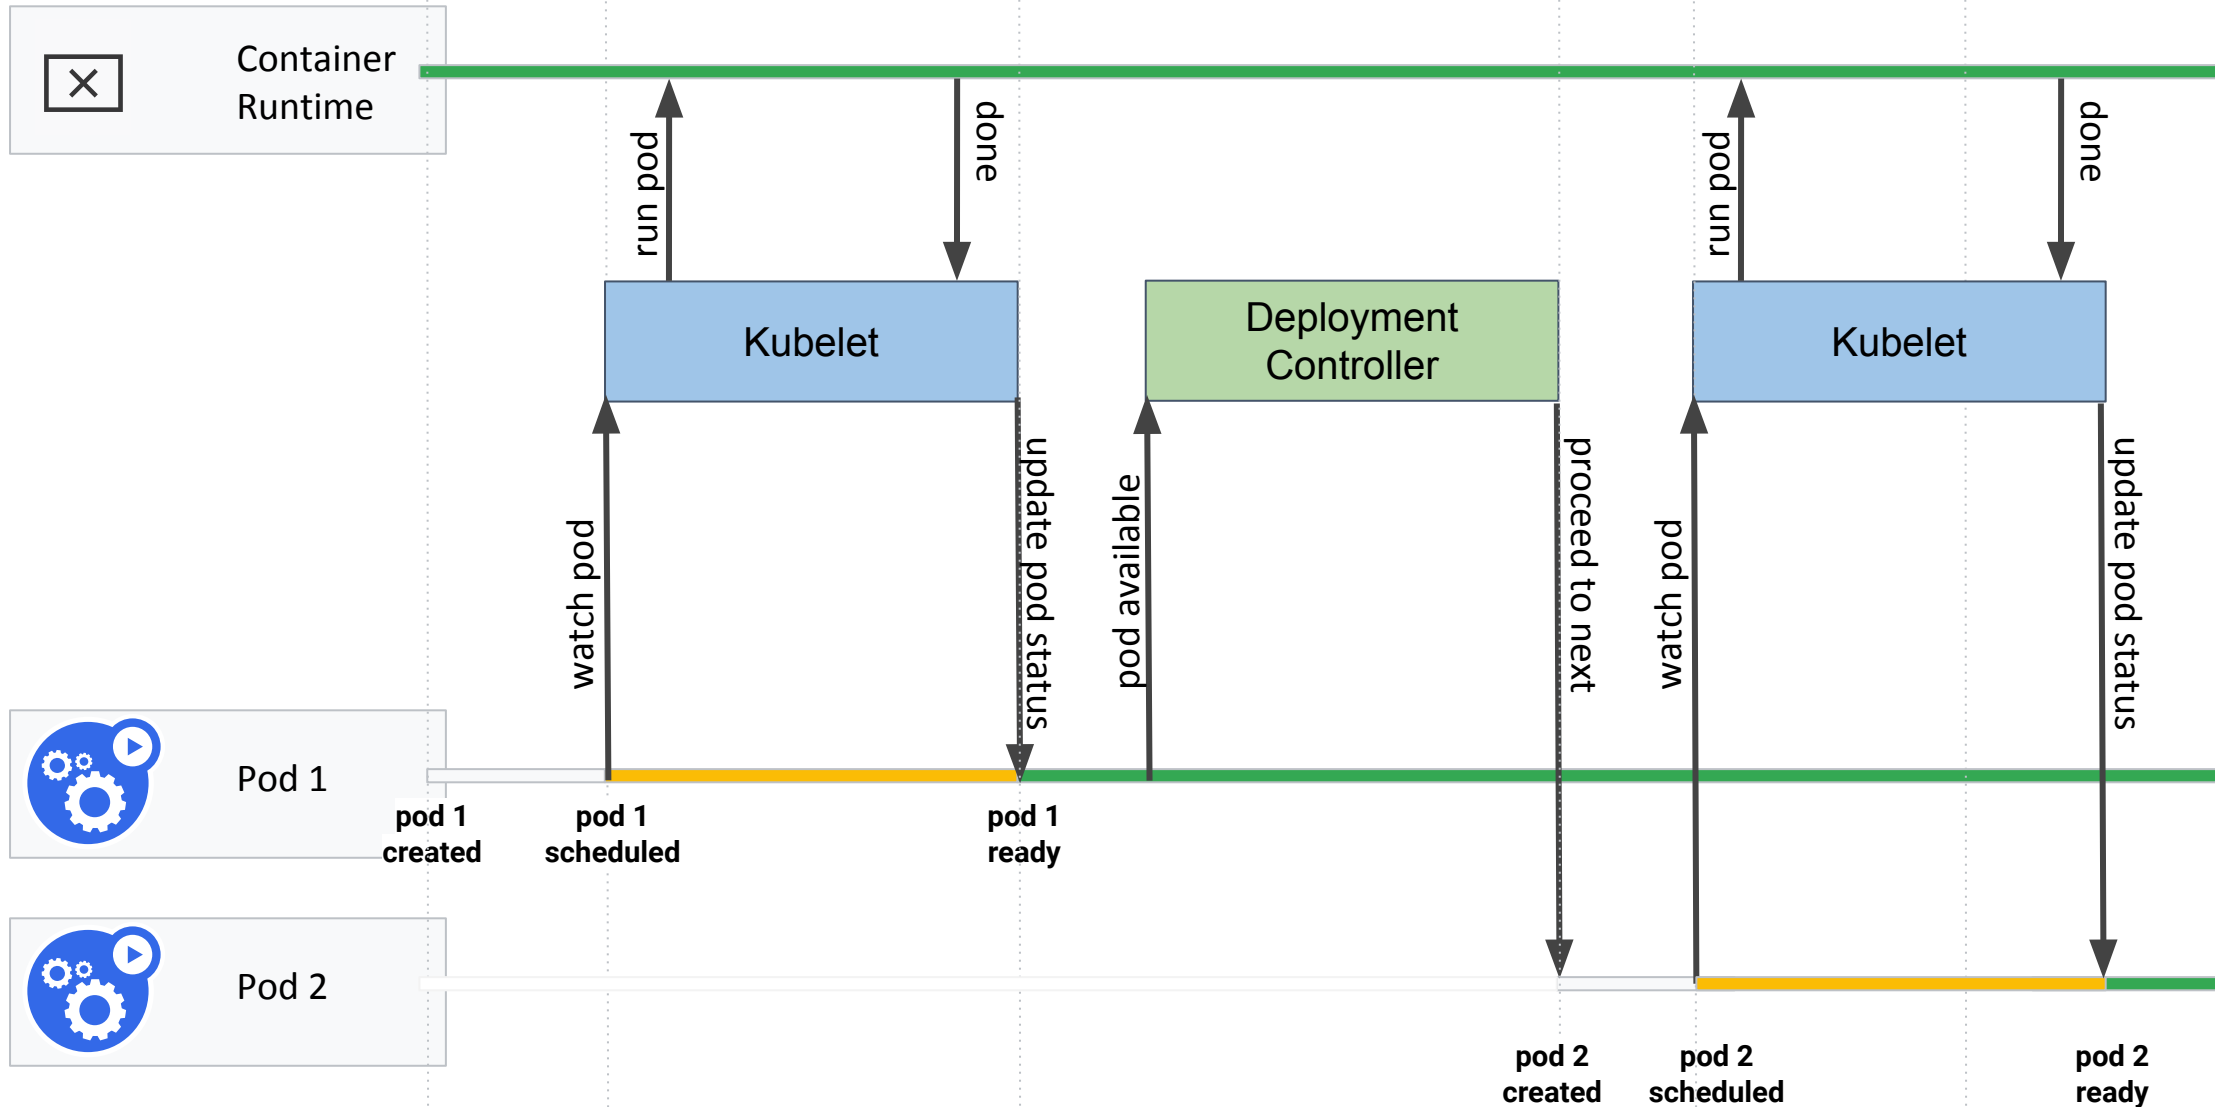 Container
Runtime
run pod
done
run pod
done
Kubelet
Deployment
Controller
Kubelet
watch pod
update pod status
pod available
proceed to next
watch pod
update pod status
Pod 1
pod 1
created
pod 1
scheduled
pod 1
ready
Pod 2
pod 2
created
pod 2
scheduled
pod 2
ready